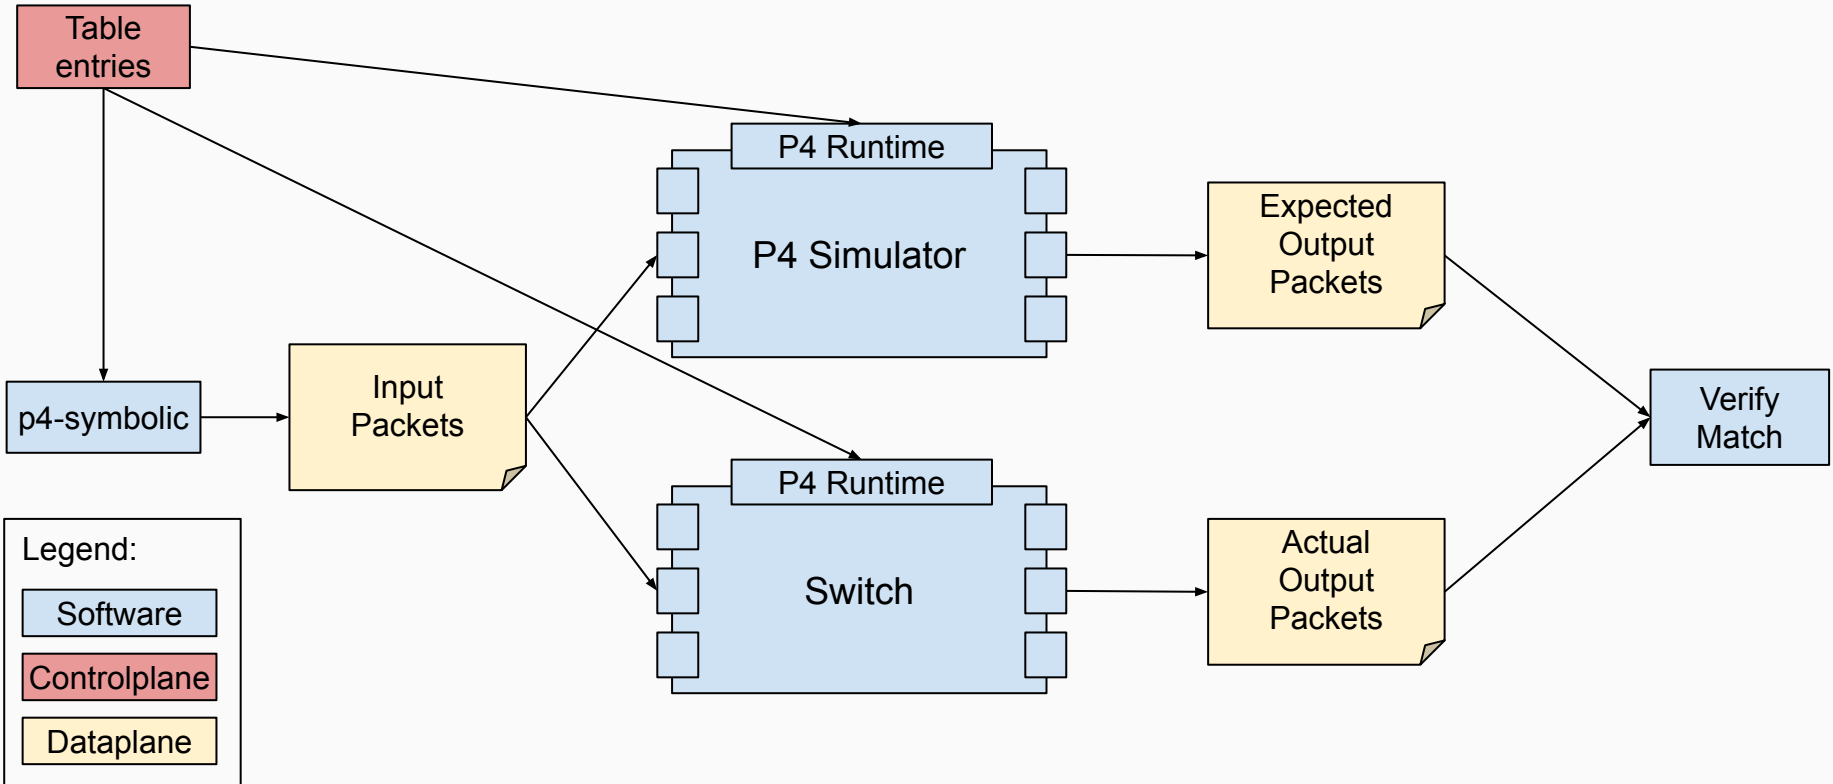 Table
entries
P4 Runtime
P4 Simulator
Expected
Output
Packets
p4-symbolic
Input
Packets
Verify
Match
P4 Runtime
Switch
Actual
Output
Packets
Legend:
Software
Controlplane
Dataplane